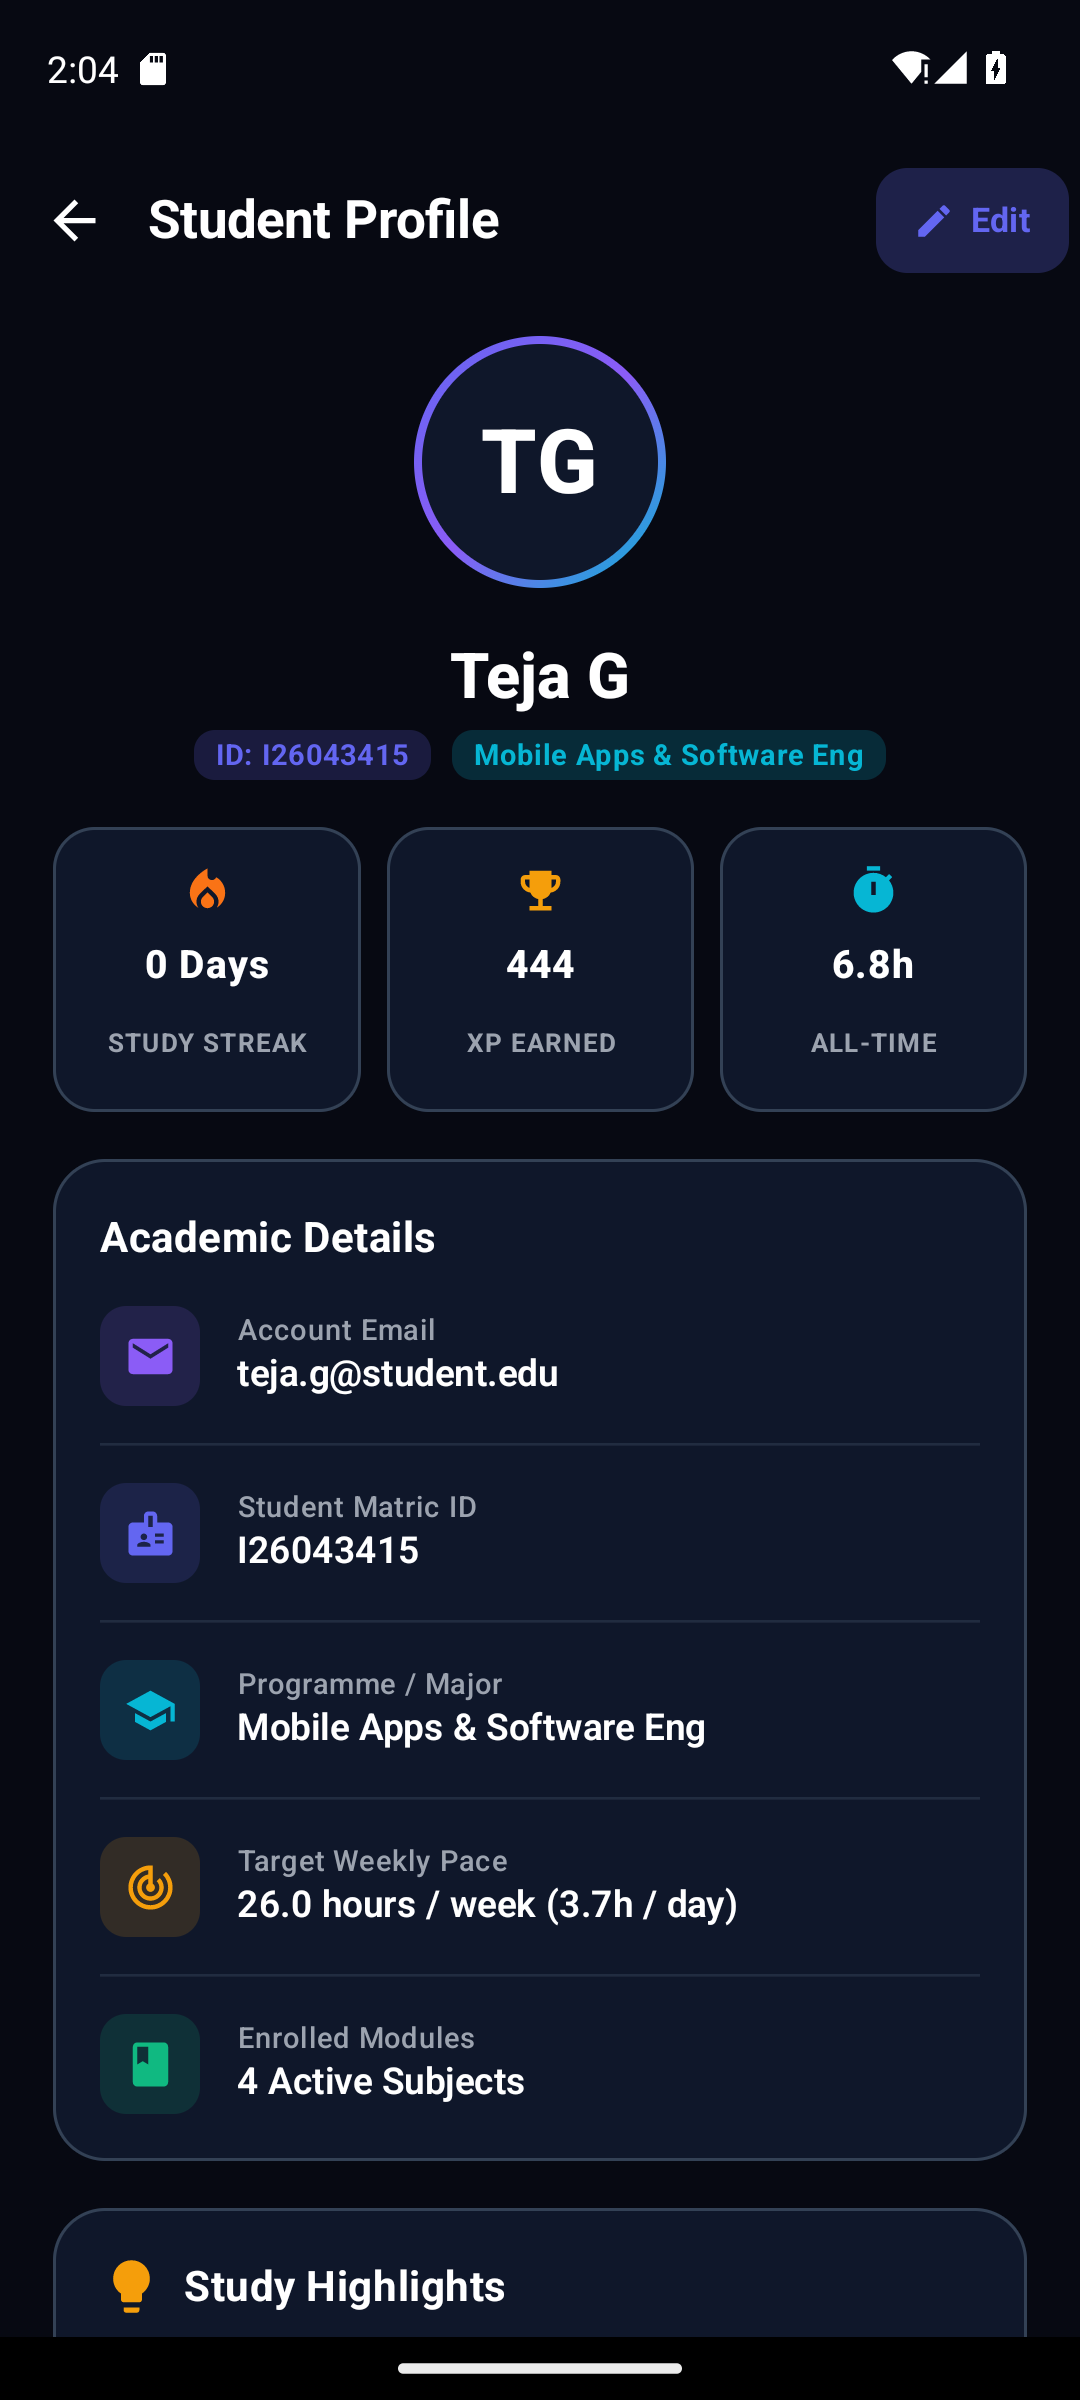 2:04
Student Profile
Edit
TG
Teja G
ID: I26043415
Mobile Apps & Software Eng
0 Days
444
6.8h
STUDY STREAK
XP EARNED
ALL-TIME
Academic Details
Account Email
teja.g@student.edu
Student Matric ID
I26043415
Programme / Major
Mobile Apps & Software Eng
Target Weekly Pace
26.0 hours / week (3.7h / day)
Enrolled Modules
4 Active Subjects
Study Highlights